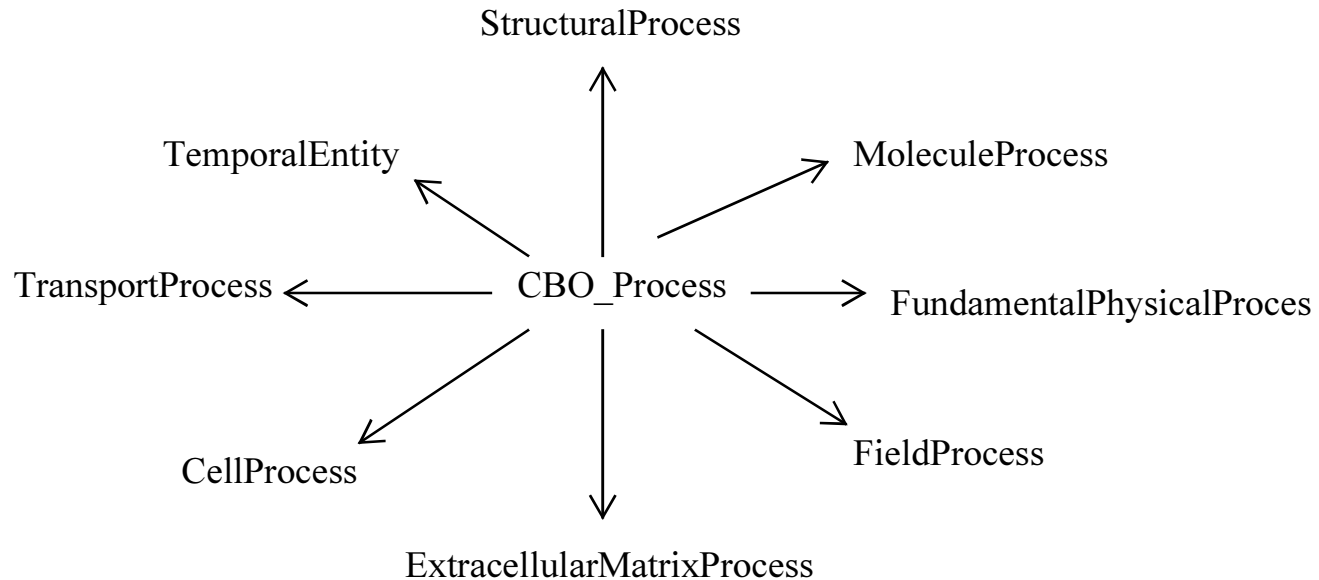 StructuralProcess
TemporalEntity
MoleculeProcess
TransportProcess
CBO_Process
FundamentalPhysicalProces
CellProcess
FieldProcess
ExtracellularMatrixProcess